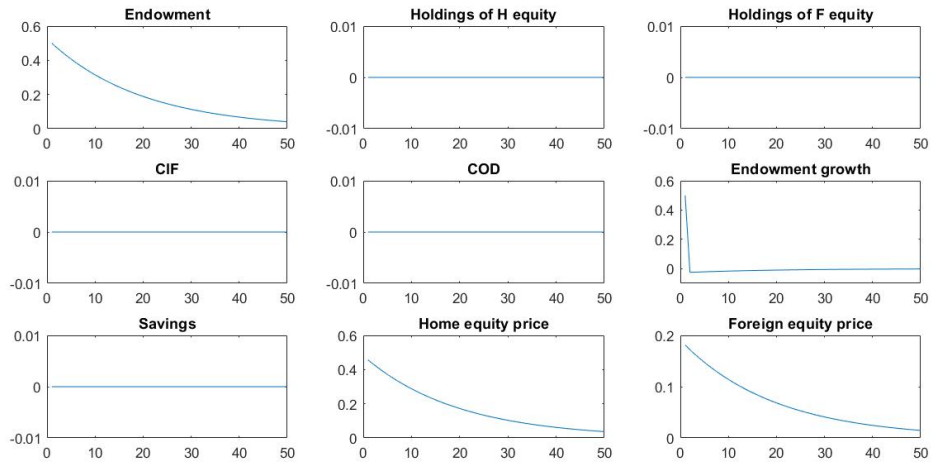 Endowment
0.6
0.4
0.2
0
0 10 20 30 40 50
Holdings of H equity
0.01
0
-0.01
0 10 20 30 40 50
Holdings of F equity
0.01
0
-0.01
0 10 20 30 40 50
CIF
0.01
0
-0.01
0 10 20 30 40 50
COD
0.01
0
-0.01
0 10 20 30 40 50
Endowment growth
0.6
0.4
0.2
0
0 10 20 30 40 50
Savings
0.01
0
-0.01
0 10 20 30 40 50
Home equity price
0.6
0.4
0.2
0
0 10 20 30 40 50
Foreign equity price
0.2
0.1
0
0 10 20 30 40 50